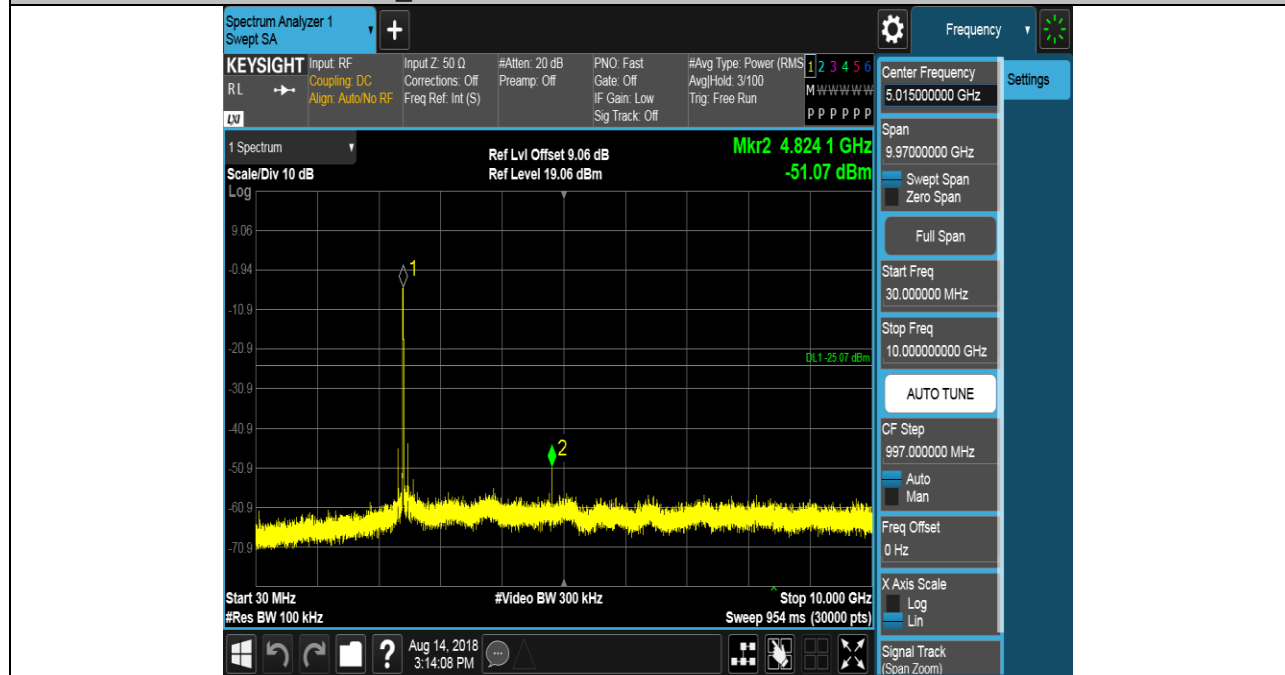 Spectrum Analyzer 1
Swept SA
+
Frequency
KEYSIGHT
RL
LXI
Input: RF
Coupling: DC
Align: Auto/No RF
Input Z: 50 Ω
Corrections: Off
Freq Ref: Int (S)
#Atten: 20 dB
Preamp: Off
PNO: Fast
Gate: Off
IF Gain: Low
Sig Track: Off
#Avg Type: Power (RMS
Avg|Hold: 3/100
Trig: Free Run
1 2 3 4 5 6
M W W W W W
P P P P P P
1 Spectrum
Scale/Div 10 dB
Log
Ref Lvl Offset 9.06 dB
Ref Level 19.06 dBm
Mkr2 4.824 1 GHz
-51.07 dBm
9.06
-0.94
-10.9
-20.9
-30.9
-40.9
-50.9
-60.9
-70.9
1
2
DL1 -25.07 dBm
Start 30 MHz
#Res BW 100 kHz
#Video BW 300 kHz
Stop 10.000 GHz
Sweep 954 ms (30000 pts)
?
Aug 14, 2018
3:14:08 PM
Center Frequency
5.015000000 GHz
Span
9.97000000 GHz
Swept Span
Zero Span
Full Span
Start Freq
30.000000 MHz
Stop Freq
10.000000000 GHz
AUTO TUNE
CF Step
997.000000 MHz
Auto
Man
Freq Offset
0 Hz
X Axis Scale
Log
Lin
Signal Track
(Span Zoom)
Settings